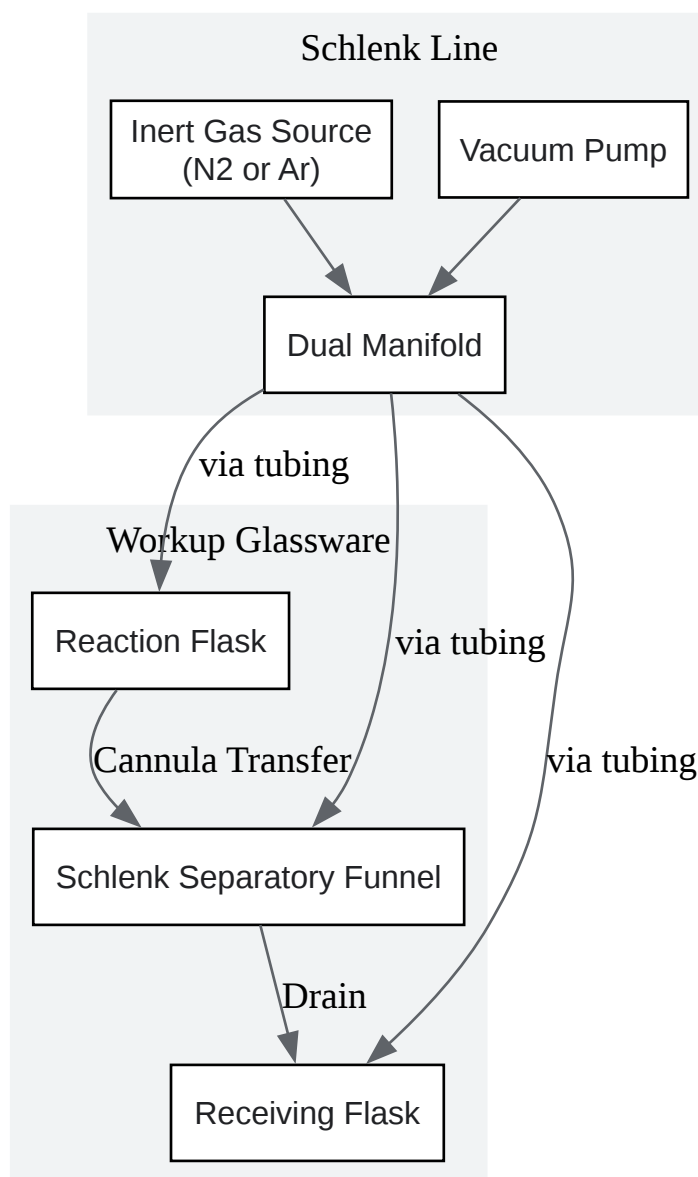 Schlenk Line
Inert Gas Source
(N2 or Ar)
Vacuum Pump
Dual Manifold
via tubing
Workup Glassware
Reaction Flask
via tubing
Cannula Transfer
via tubing
Schlenk Separatory Funnel
Drain
Receiving Flask